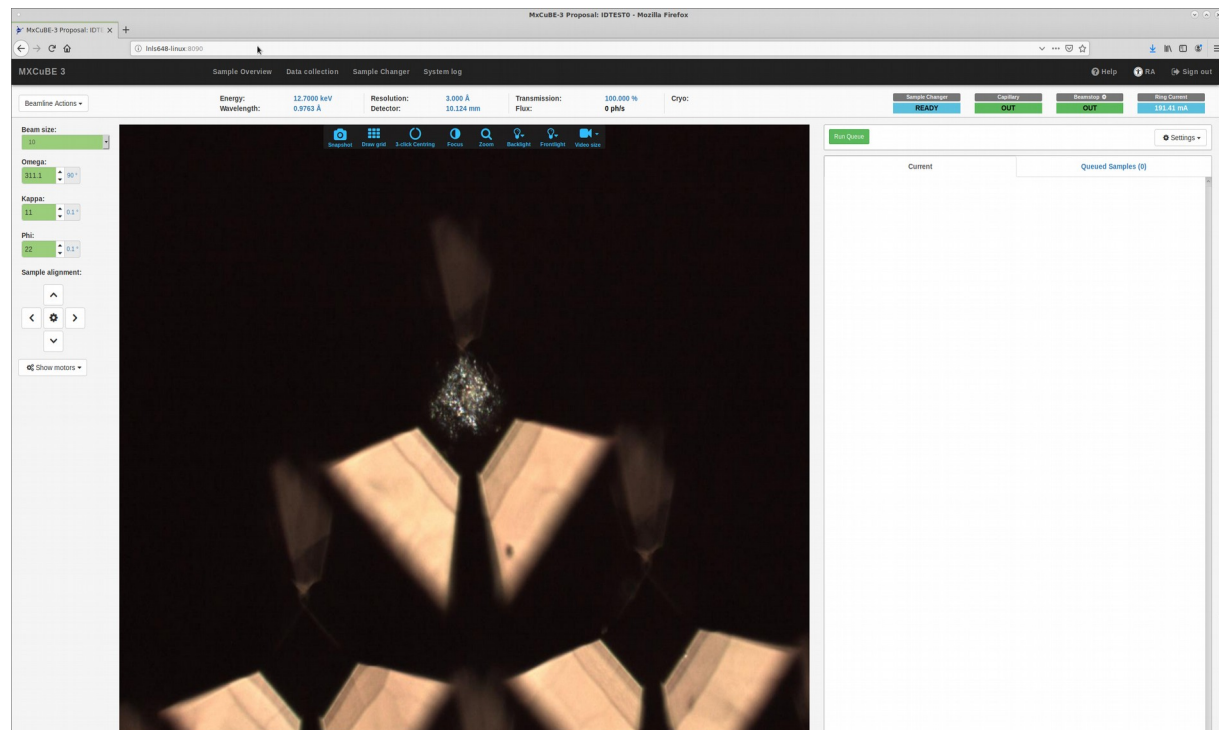 MxCuBE-3 Proposal: IDTEST0 - Mozilla Firefox
MxCuBE-3 Proposal: IDTE
lnls648-linux:8090
MXCuBE 3 Sample Overview Data collection Sample Changer System log Help RA Sign out
Beamline Actions
Energy: 12.7000 keV Resolution: 3.000 Å Transmission: 100.000 % Cryo:
Wavelength: 0.9763 Å Detector: 10.124 mm Flux: 0 ph/s
Sample Changer Capillary Beamstop Ring Current
READY OUT OUT 191.41 mA
Beam size:
10
Omega:
311.1 90°
Kappa:
11 0.1°
Phi:
22 0.1°
Sample alignment:
Show motors
Snapshot Draw grid 3-click Centring Focus Zoom Backlight Frontlight Video size
Run Queue Settings
Current Queued Samples (0)